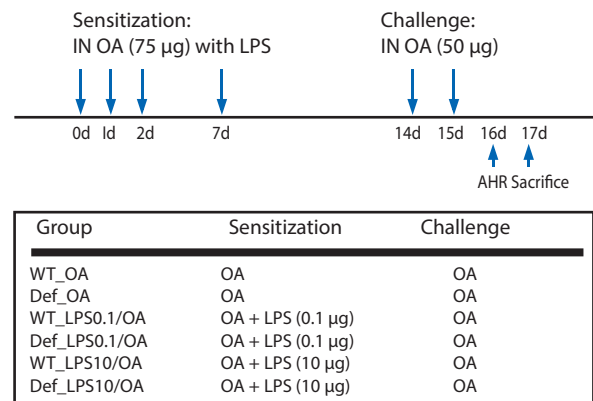 Sensitization: Challenge:
IN OA (75 µg) with LPS IN OA (50 µg)
0d ld 2d 7d 14d 15d 16d 17d
AHR Sacrifice
Group Sensitization Challenge
WT_OA OA OA
Def_OA OA OA
WT_LPS0.1/OA OA + LPS (0.1 µg) OA
Def_LPS0.1/OA OA + LPS (0.1 µg) OA
WT_LPS10/OA OA + LPS (10 µg) OA
Def_LPS10/OA OA + LPS (10 µg) OA